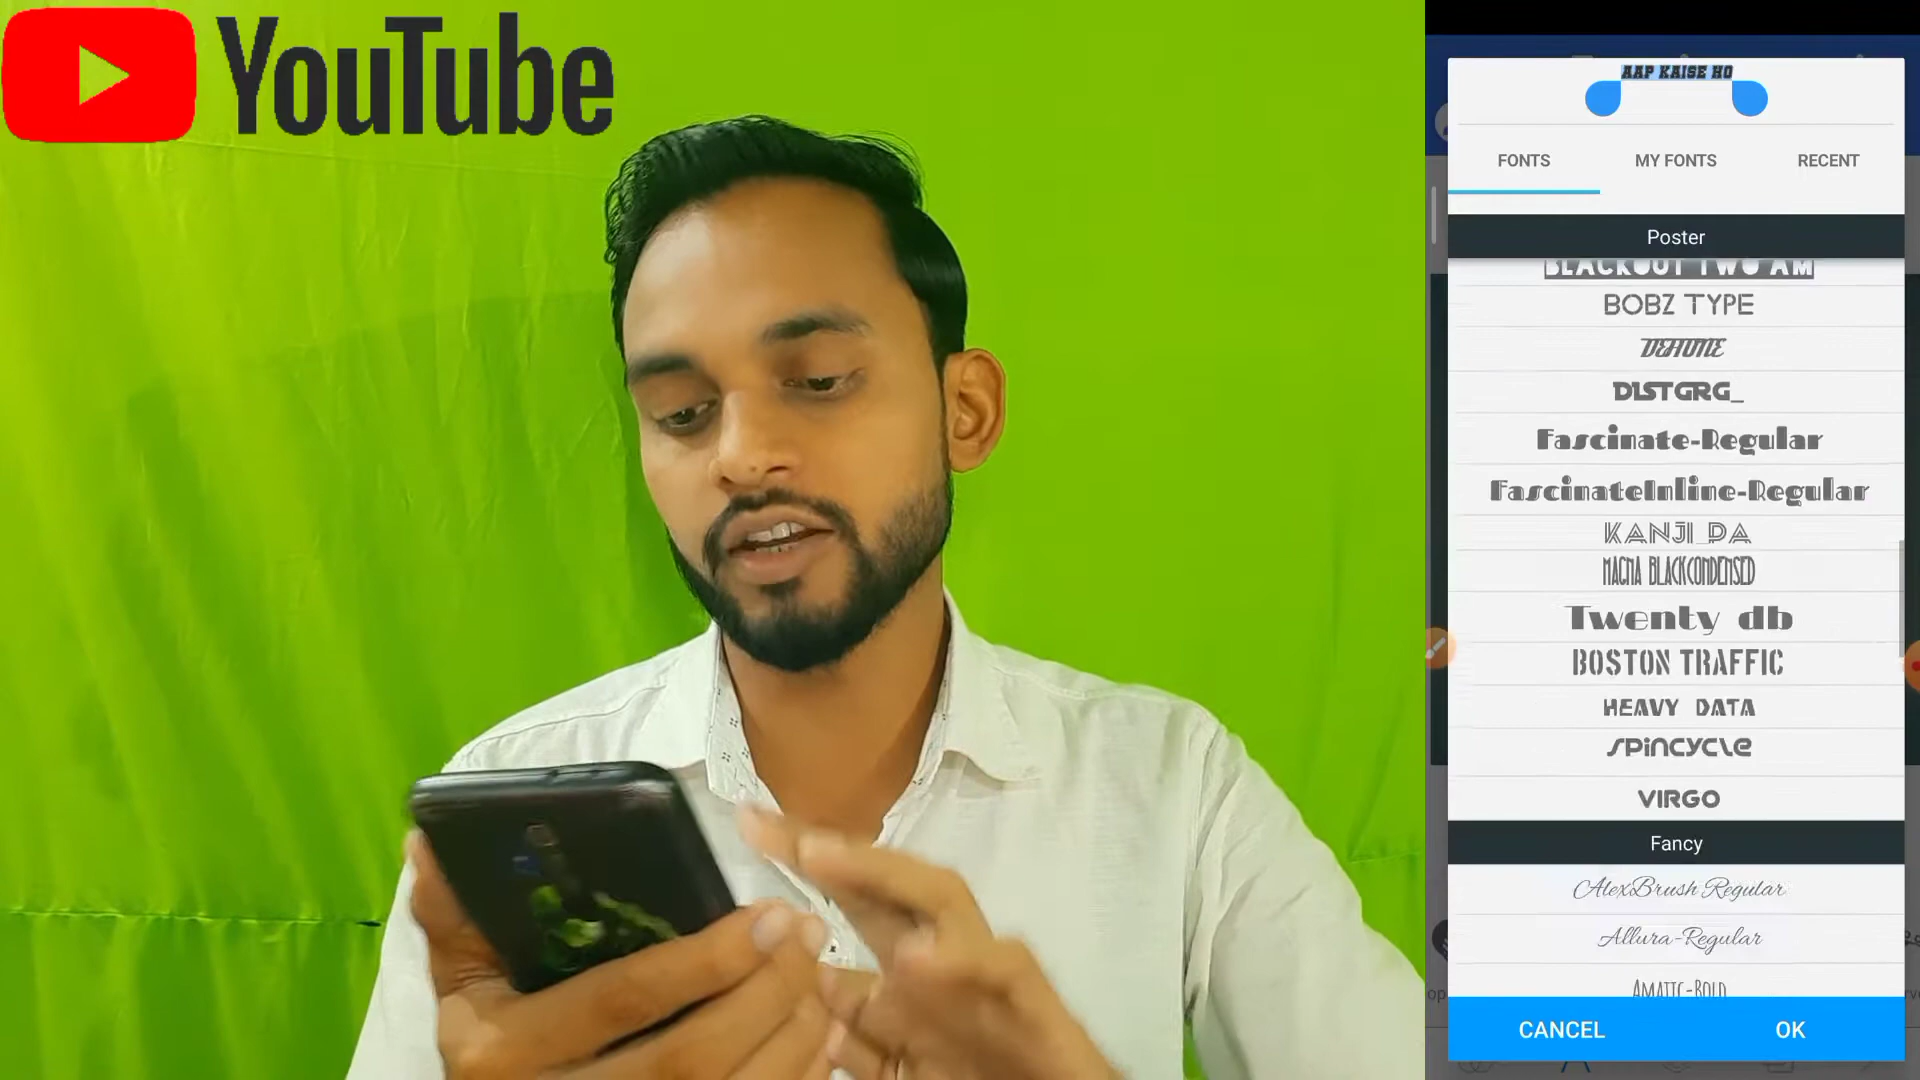 YouTube
AAP KAISE HO
FONTS
MY FONTS
RECENT
Poster
BLACKOUT TWO AM
BOBZ TYPE
DEHUNE
DISTGRG_
Fascinate-Regular
FascinateInline-Regular
KANJI_PA
MAGNA BLACKCONDENSED
Twenty db
BOSTON TRAFFIC
HEAVY DATA
SPINCYCLE
VIRGO
Fancy
AlexBrush Regular
Allura-Regular
AMATIC-BOLD
CANCEL
OK